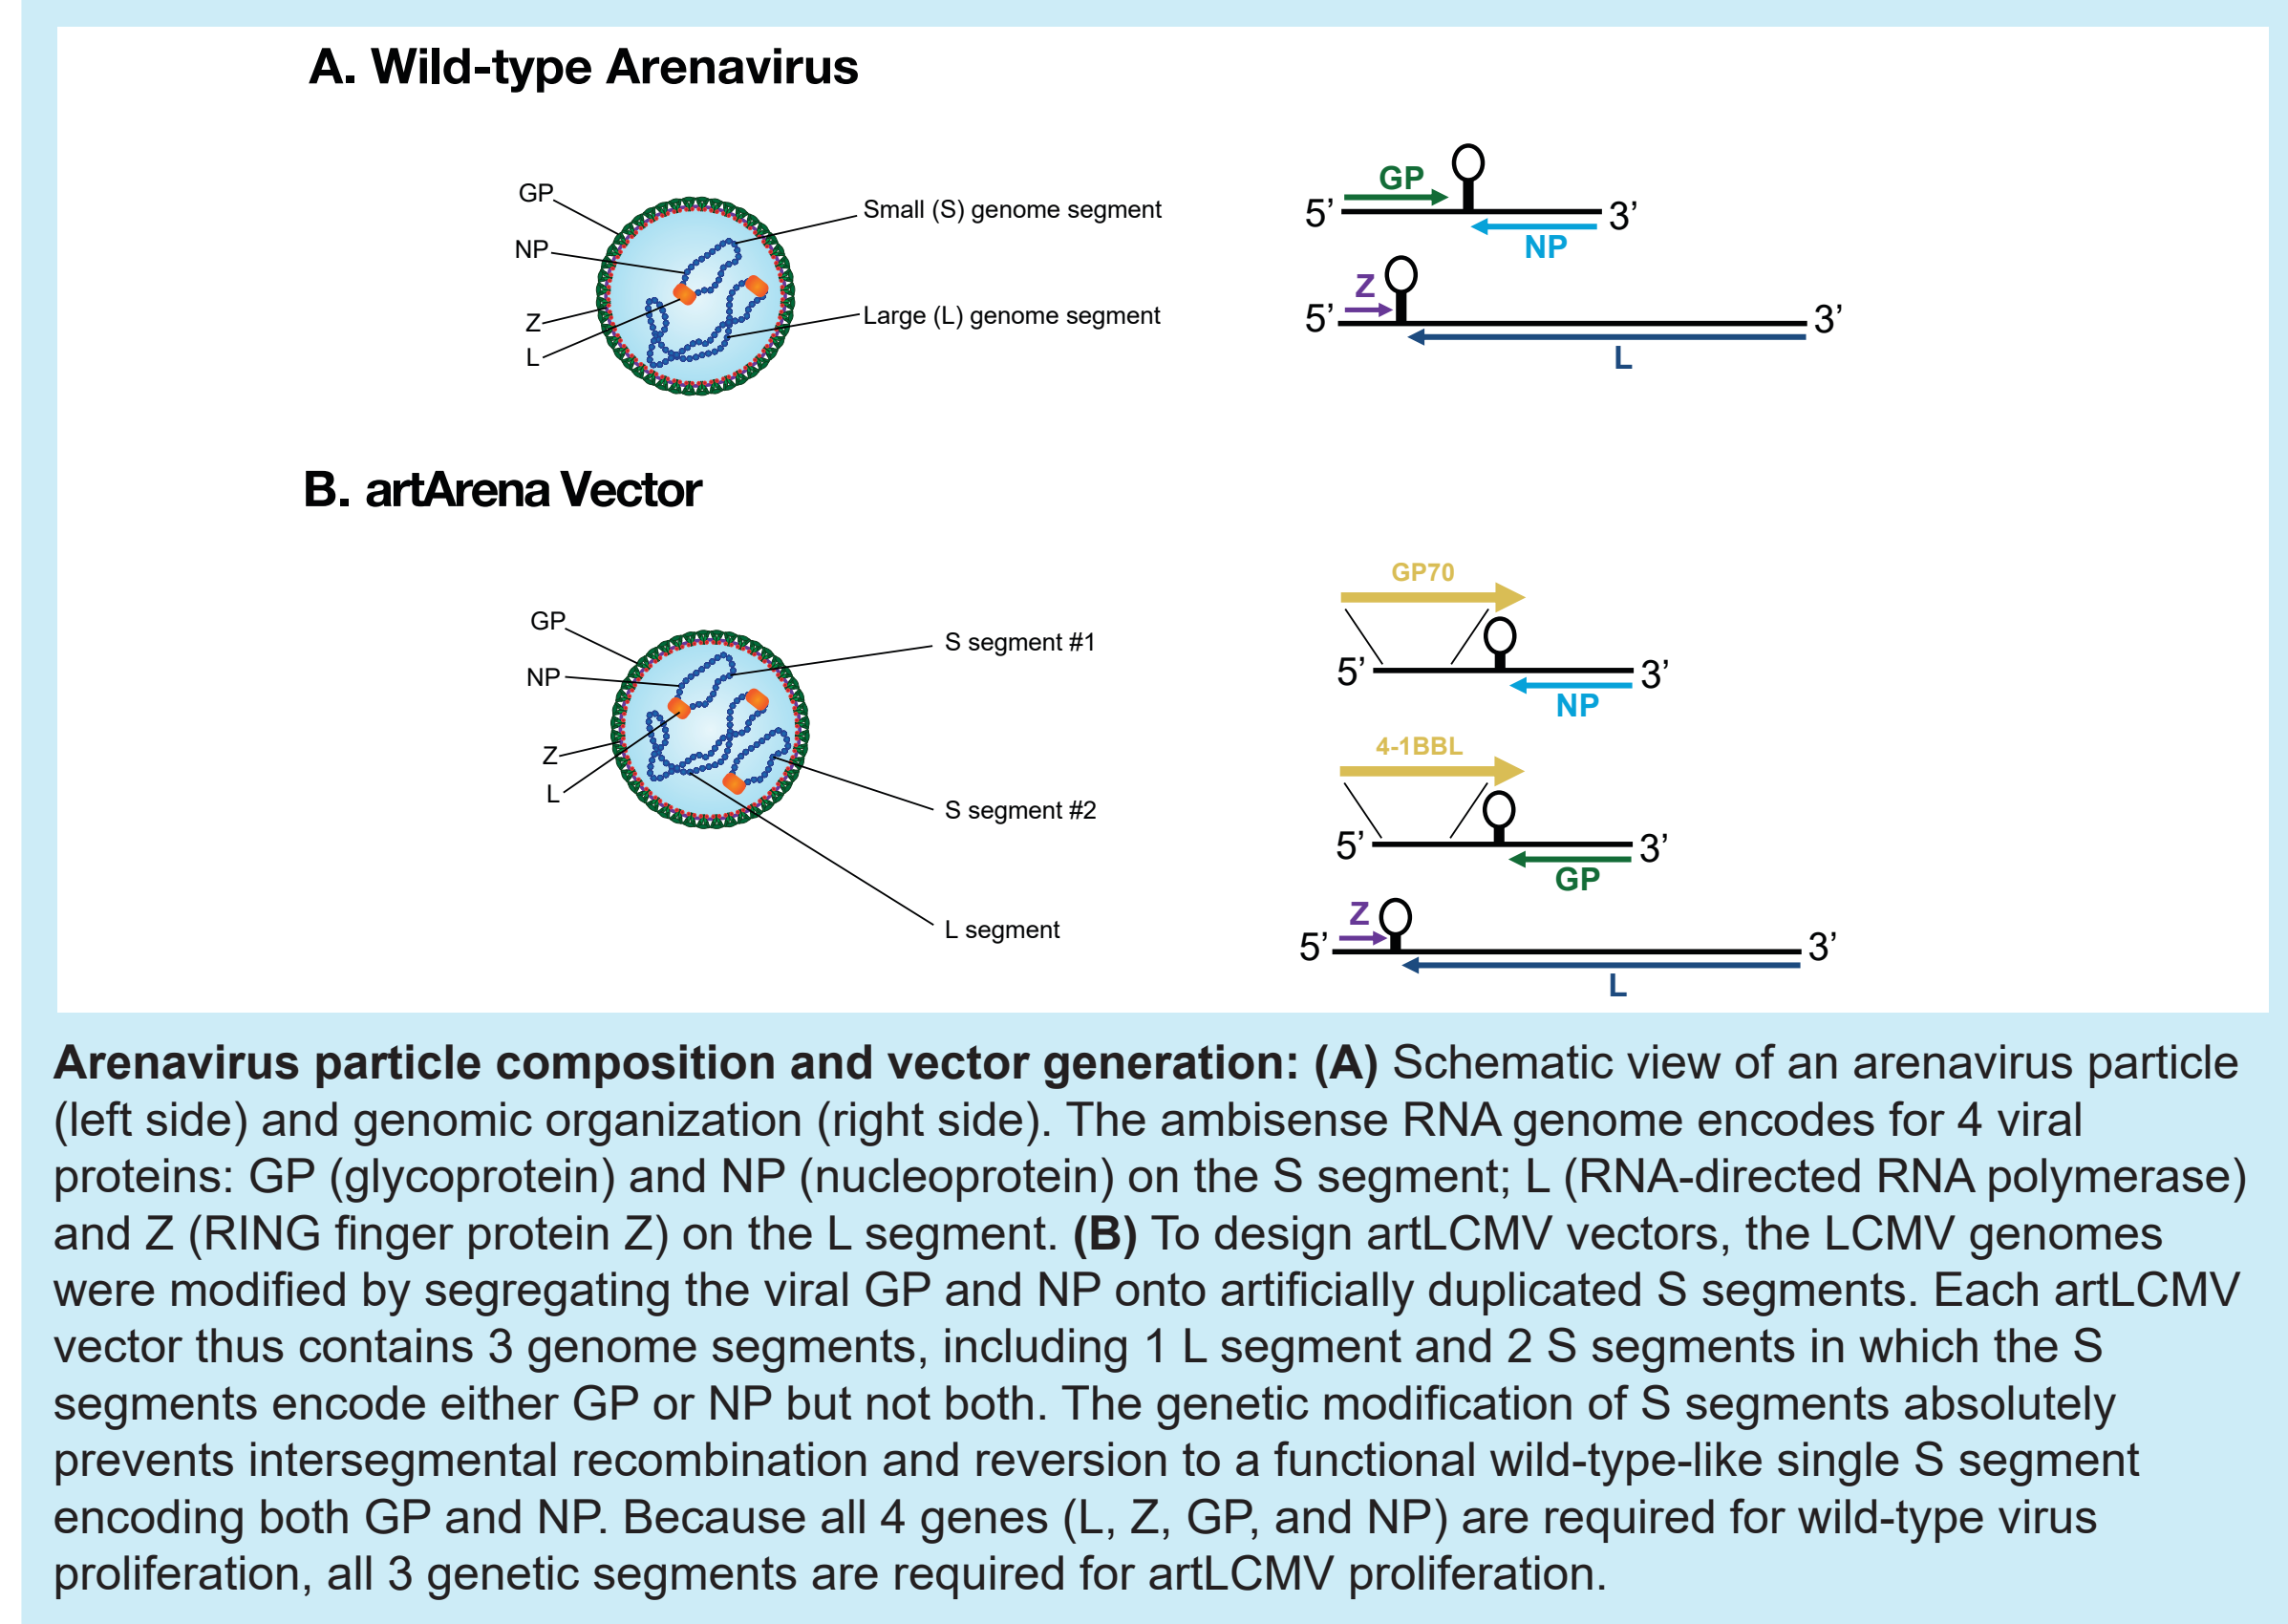 A. Wild-type Arenavirus
GP
NP
Z
L
Small (S) genome segment
Large (L) genome segment
GP
5’ 3’
NP
Z
5’ 3’
L
B. artArena Vector
GP
NP
Z
L
S segment #1
S segment #2
L segment
GP70
5’ 3’
NP
4-1BBL
5’ 3’
GP
Z
5’ 3’
L
Arenavirus particle composition and vector generation: (A) Schematic view of an arenavirus particle
(left side) and genomic organization (right side). The ambisense RNA genome encodes for 4 viral
proteins: GP (glycoprotein) and NP (nucleoprotein) on the S segment; L (RNA-directed RNA polymerase)
and Z (RING finger protein Z) on the L segment. (B) To design artLCMV vectors, the LCMV genomes
were modified by segregating the viral GP and NP onto artificially duplicated S segments. Each artLCMV
vector thus contains 3 genome segments, including 1 L segment and 2 S segments in which the S
segments encode either GP or NP but not both. The genetic modification of S segments absolutely
prevents intersegmental recombination and reversion to a functional wild-type-like single S segment
encoding both GP and NP. Because all 4 genes (L, Z, GP, and NP) are required for wild-type virus
proliferation, all 3 genetic segments are required for artLCMV proliferation.